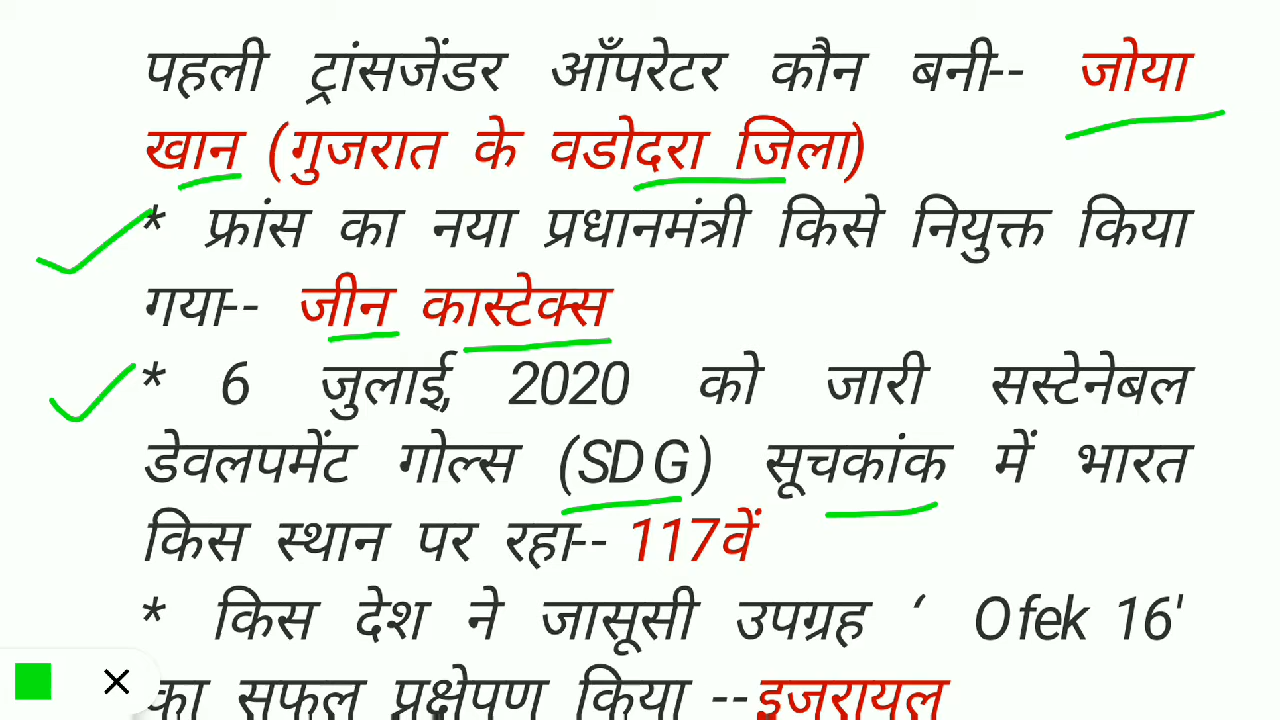 पहली ट्रांसजेंडर ऑंपरेटर कौन बनी-- जोया
खान (गुजरात के वडोदरा जिला)
* फ्रांस का नया प्रधानमंत्री किसे नियुक्त किया
गया-- जीन कास्टेक्स
* 6 जुलाई, 2020 को जारी सस्टेनेबल
डेवलपमेंट गोल्स (SDG) सूचकांक में भारत
किस स्थान पर रहा-- 117वें
* किस देश ने जासूसी उपग्रह ‘ Ofek 16'
का सफल प्रक्षेपण किया --इजरायल